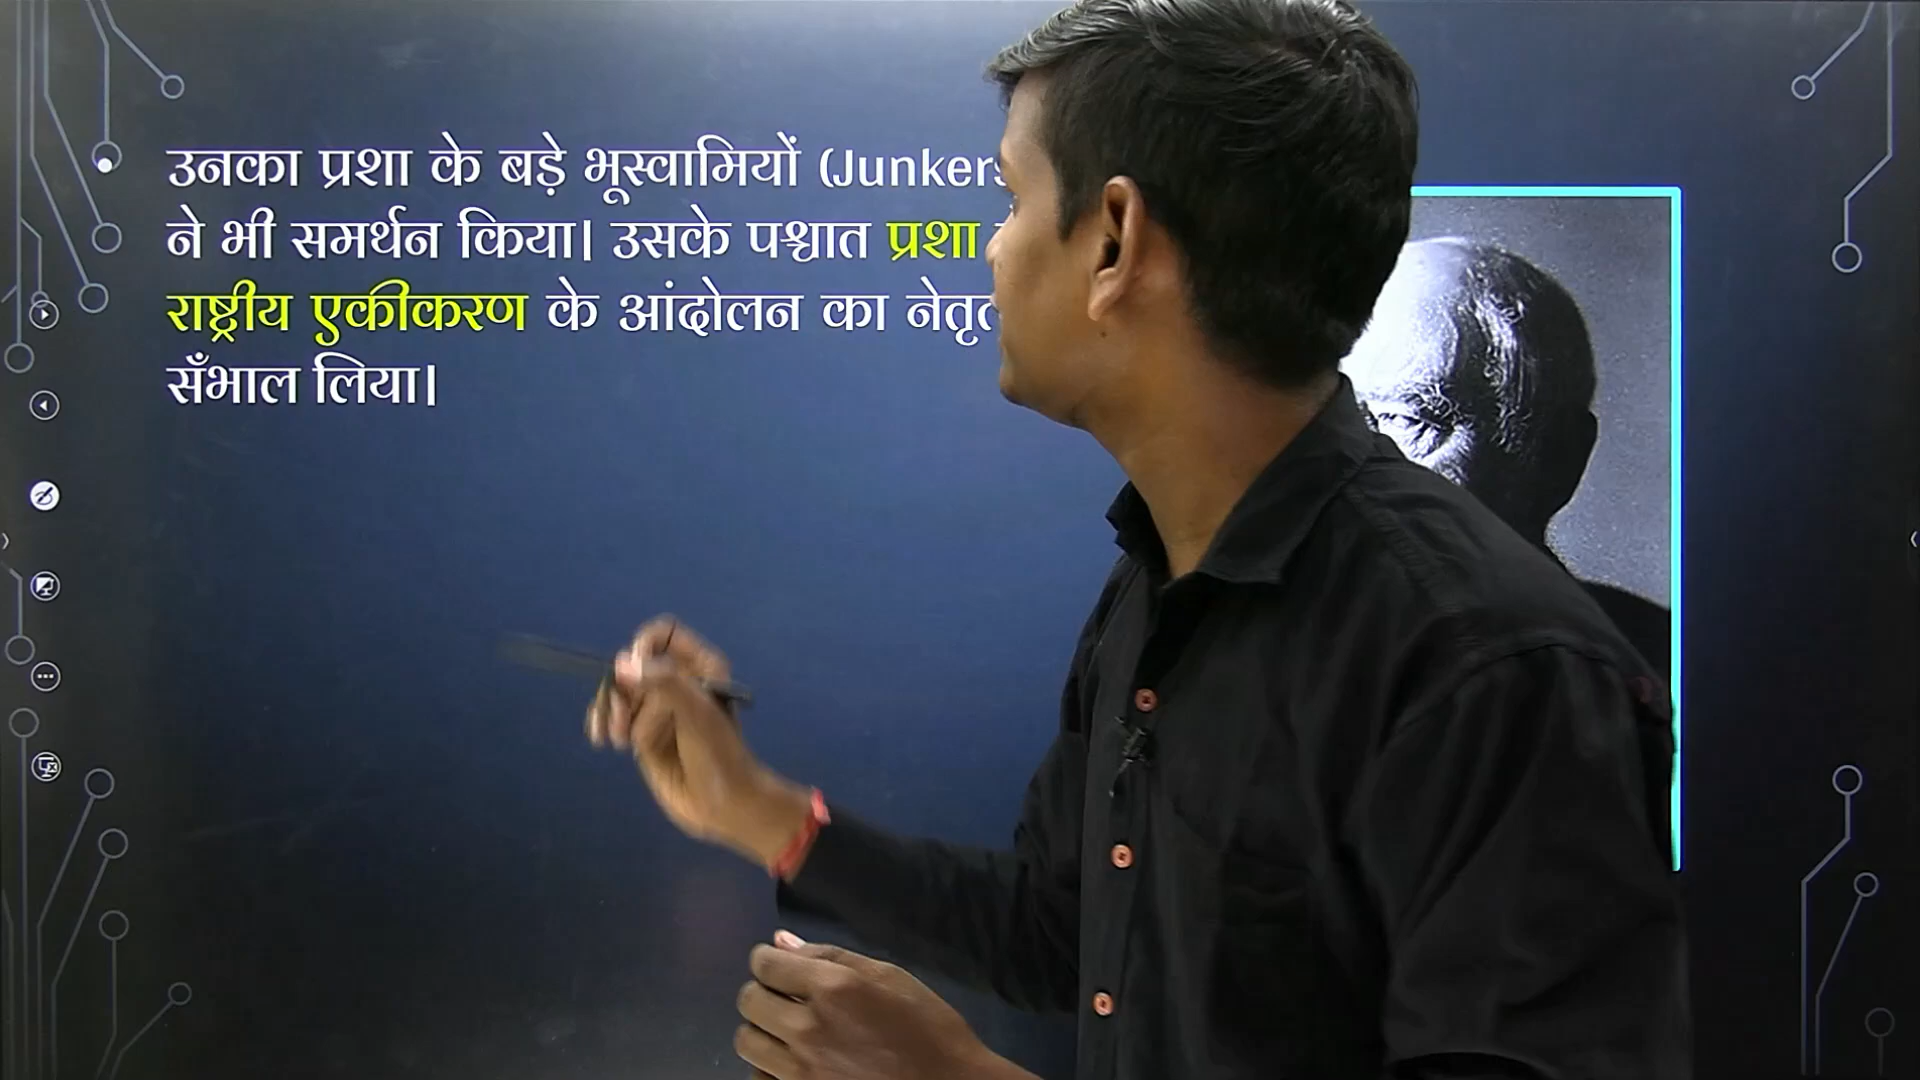 उनका प्रशा के बड़े भूस्वामियों (Junkers
ने भी समर्थन किया। उसके पश्चात प्रशा
राष्ट्रीय एकीकरण के आंदोलन का
सँभाल लिया।